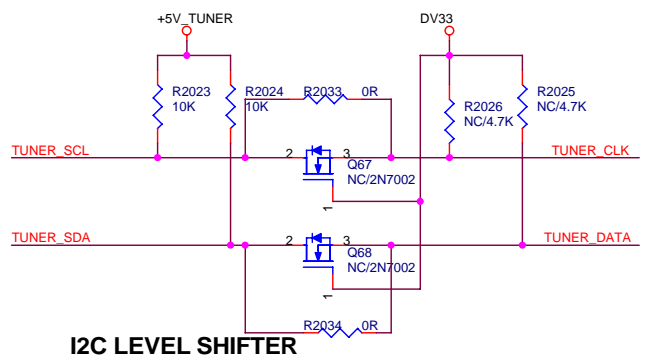 +5V_TUNER
DV33
R2023
10K
R2024
10K
R2033
0R
R2026
NC/4.7K
R2025
NC/4.7K
TUNER_SCL
2
3
TUNER_CLK
Q67
NC/2N7002
1
TUNER_SDA
2
3
TUNER_DATA
Q68
NC/2N7002
1
R2034
0R
I2C LEVEL SHIFTER